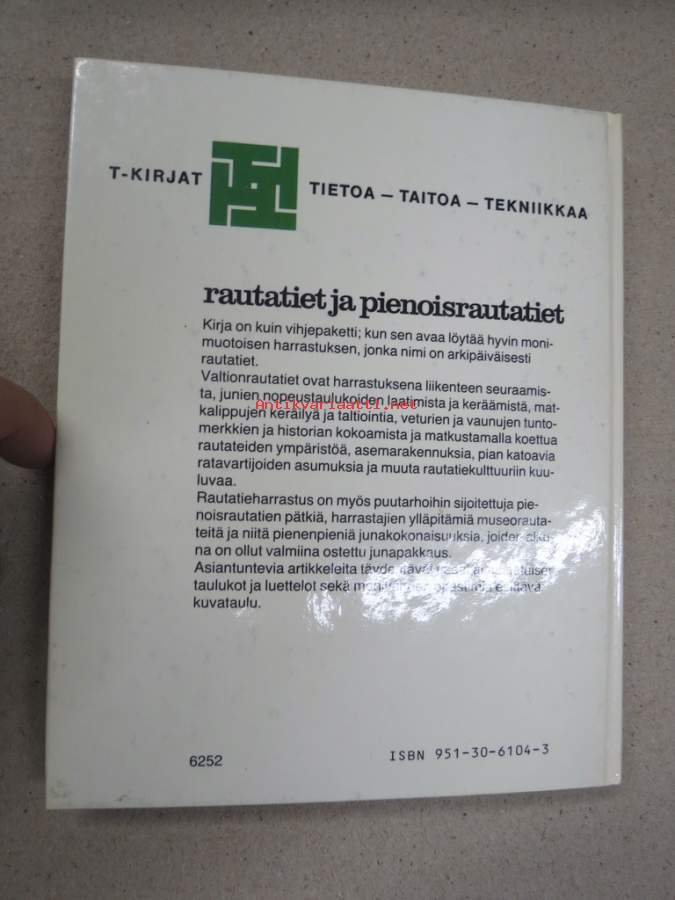 T-KIRJAT
TIETOA – TAITOA – TEKNIIKKAA
rautatiet ja pienoisrautatiet
Kirja on kuin vihjepaketti; kun sen avaa löytää hyvin moni-
muotoisen harrastuksen, jonka nimi on arkipäiväisesti
rautatiet.
Valtionrautatiet ovat harrastuksena liikenteen seuraamis-
ta, junien nopeustaulukoiden laatimista ja keräämistä, mat-
Antikvariaatti.net
kalippujen keräilyä ja taltiointia, veturien ja vaunujen tunto-
merkkien ja historian kokoamista ja matkustamalla koettua
rautateiden ympäristöä, asemarakennuksia, pian katoavia
ratavartijoiden asumuksia ja muuta rautatiekulttuuriin kuu-
luvaa.
Rautatieharrastus on myös puutarhoihin sijoitettuja pie-
noisrautatien pätkiä, harrastajien ylläpitämiä museorauta-
teitä ja niitä pienenpieniä junakokonaisuuksia, joiden
na on ollut valmiina ostettu junapakkaus.
Asiantuntevia artikkeleita
taulukot ja luettelot sekä
kuvataulu.
6252
ISBN 951-30-6104-3